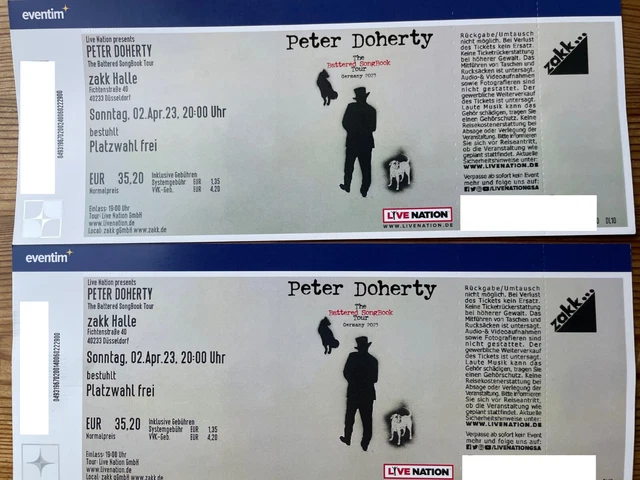 eventim
Live Nation presents
PETER DOHERTY
The Battered SongBook Tour
zakk Halle
Fichtenstraße 40
40233 Düsseldorf
Sonntag, 02.Apr.23, 20:00 Uhr
bestuhlt
Platzwahl frei
EUR 35,20
Normalpreis
Inklusive Gebühren
Systemgebühr EUR 1,35
VVK-Geb. EUR 4,20
Einlass: 19:00 Uhr
Tour: Live Nation GmbH
www.livenation.de
Local: zakk gGmbH www.zakk.de
Peter Doherty
The
Battered SongBook
Tour
Germany 2023
LIVE NATION
WWW.LIVENATION.DE
Rückgabe/Umtausch
nicht möglich. Bei Verlust
des Tickets kein Ersatz.
Keine Ticketrückerstattung
bei höherer Gewalt. Das
Mitführen von Taschen und
Rucksäcken ist untersagt.
Audio-& Videoaufnahmen
sowie Fotografieren sind
nicht gestattet. Der
gewerbliche Weiterverkauf
des Tickets ist untersagt.
Laute Musik kann das
Gehör schädigen, tragen Sie
einen Gehörschutz. Keine
Reisekostenerstattung bei
Absage oder Verlegung der
Veranstaltung. Bitte informieren
Sie sich vor Reiseantritt,
ob die Veranstaltung wie
geplant stattfindet. Aktuelle
Sicherheitshinweise unter:
WWW.LIVENATION.DE
Verpasse ab sofort kein Event
mehr und folge uns auf:
/LIVENATIONGSA
zakk...
DL10
eventim
Live Nation presents
PETER DOHERTY
The Battered SongBook Tour
zakk Halle
Fichtenstraße 40
40233 Düsseldorf
Sonntag, 02.Apr.23, 20:00 Uhr
bestuhlt
Platzwahl frei
EUR 35,20
Normalpreis
Inklusive Gebühren
Systemgebühr EUR 1,35
VVK-Geb. EUR 4,20
Einlass: 19:00 Uhr
Tour: Live Nation GmbH
www.livenation.de
Local: zakk gGmbH www.zakk.de
Peter Doherty
The
Battered SongBook
Tour
Germany 2023
LIVE NATION
Rückgabe/Umtausch
nicht möglich. Bei Verlust
des Tickets kein Ersatz.
Keine Ticketrückerstattung
bei höherer Gewalt. Das
Mitführen von Taschen und
Rucksäcken ist untersagt.
Audio-& Videoaufnahmen
sowie Fotografieren sind
nicht gestattet. Der
gewerbliche Weiterverkauf
des Tickets ist untersagt.
Laute Musik kann das
Gehör schädigen, tragen Sie
einen Gehörschutz. Keine
Reisekostenerstattung bei
Absage oder Verlegung der
Veranstaltung. Bitte informieren
Sie sich vor Reiseantritt,
ob die Veranstaltung wie
geplant stattfindet. Aktuelle
Sicherheitshinweise unter:
WWW.LIVENATION.DE
Verpasse ab sofort kein Event
mehr und folge uns auf:
/LIVENATIONGSA
zakk...